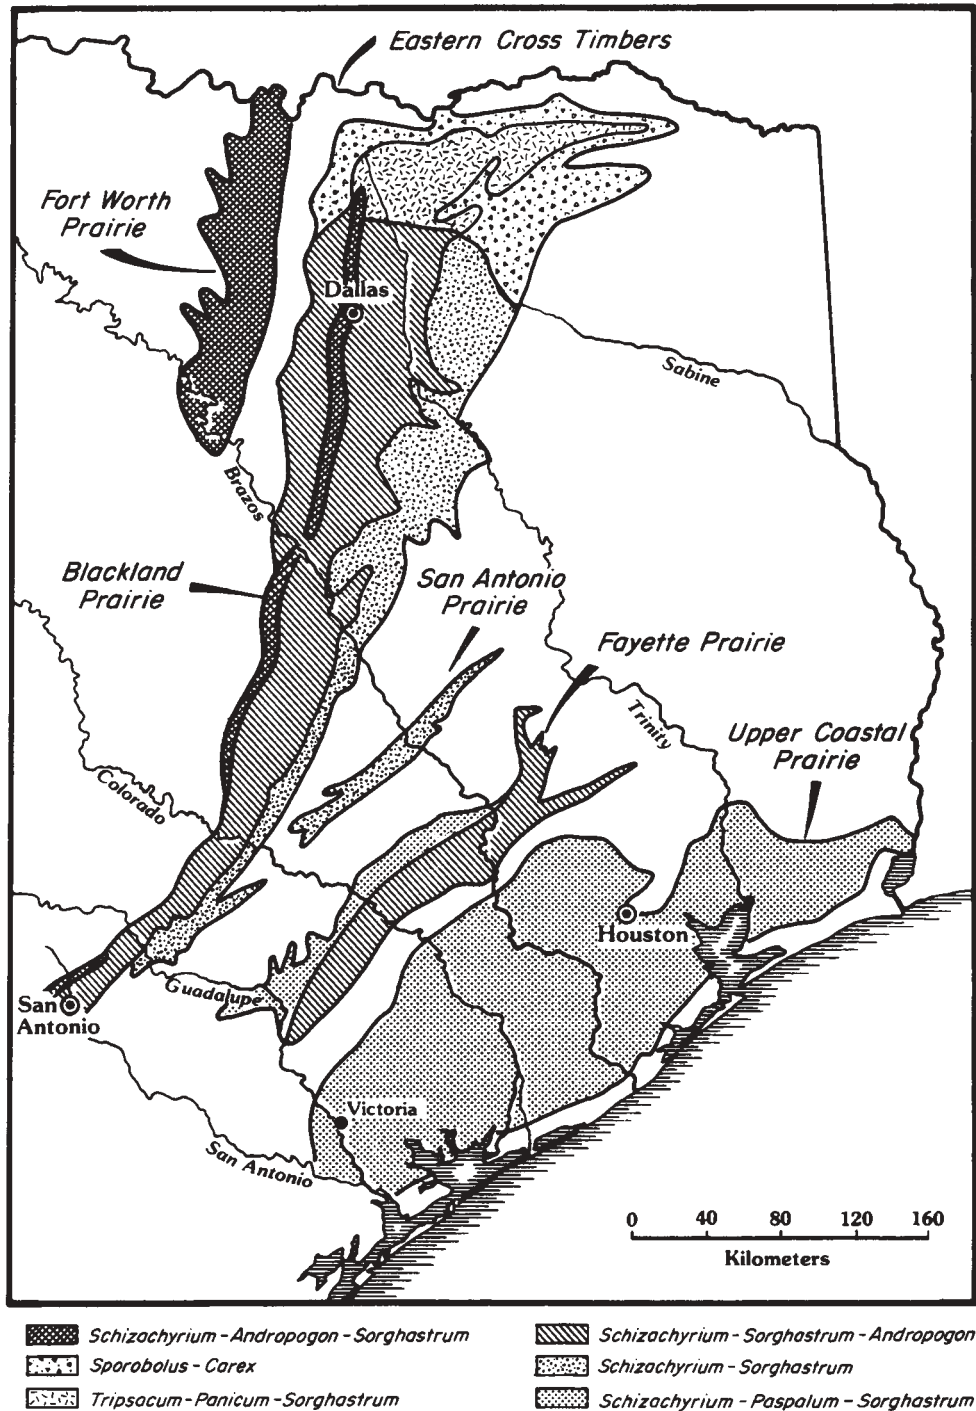 Eastern Cross Timbers
Fort Worth
Prairie
Dallas
Sabine
Brazos
Blackland
Prairie
San Antonio
Prairie
Fayette Prairie
Trinity
Upper Coastal
Prairie
Colorado
Houston
Guadalupe
San
Antonio
Victoria
San Antonio
0 40 80 120 160
Kilometers
Schizachyrium-Andropogon-Sorghastrum
Sporobolus-Carex
Tripsacum-Panicum-Sorghastrum
Schizachyrium-Sorghastrum-Andropogon
Schizachyrium-Sorghastrum
Schizachyrium-Paspalum-Sorghastrum